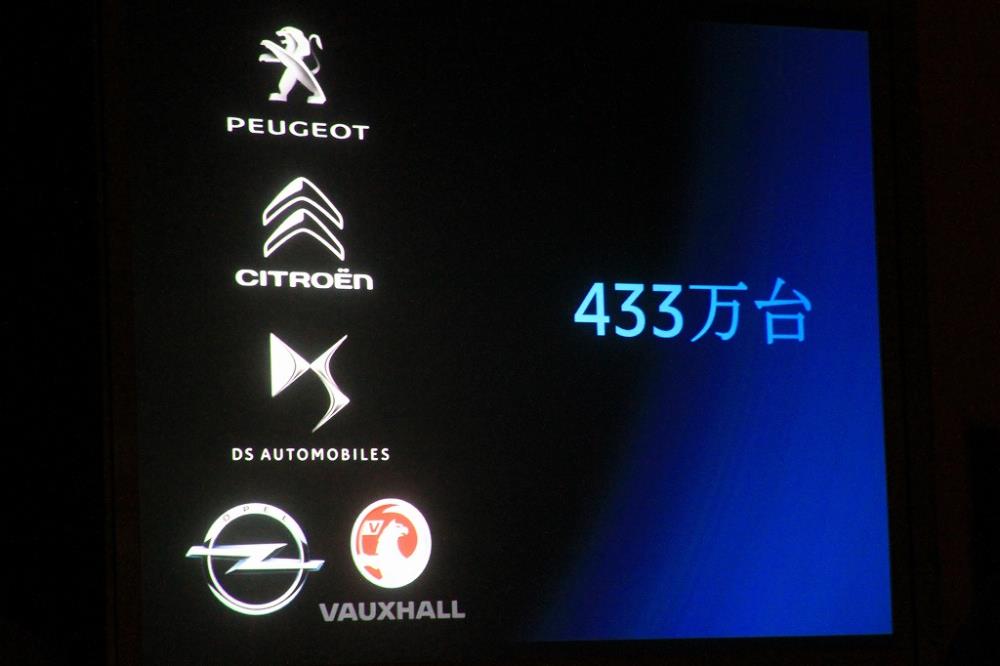 PEUGEOT
CITROËN
433万台
DS AUTOMOBILES
OPEL
V
VAUXHALL